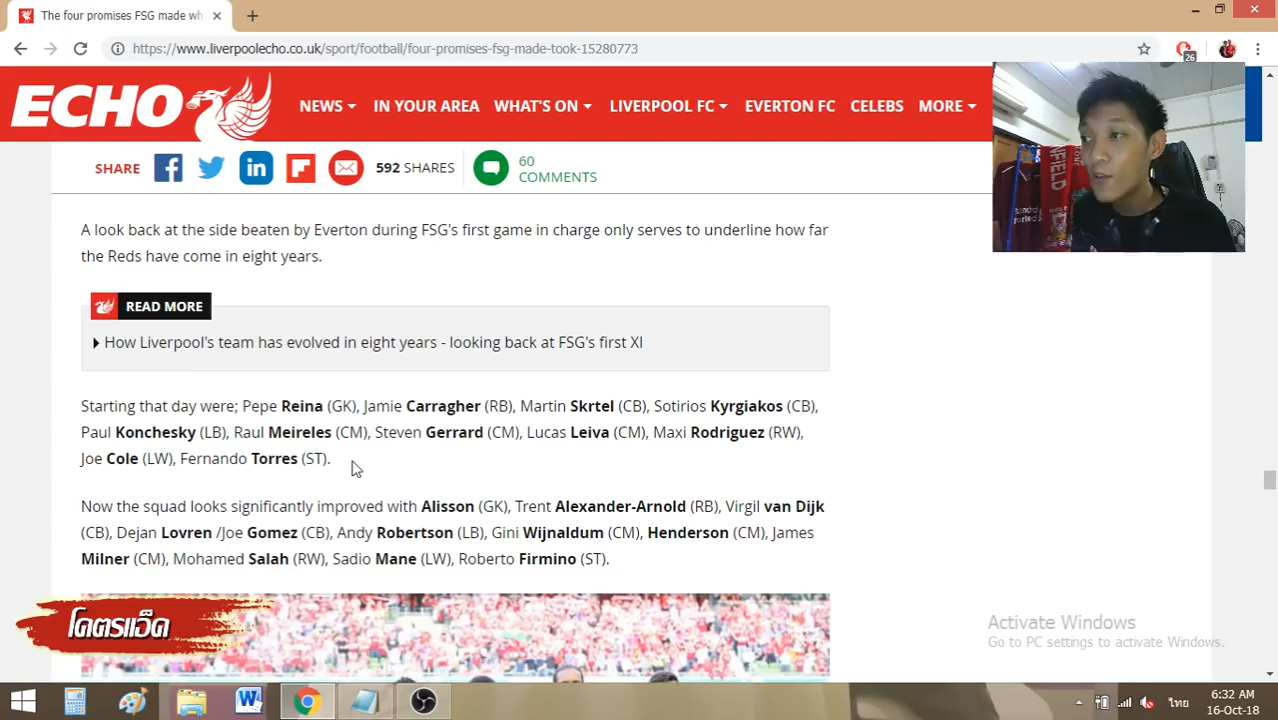 The four promises FSG made wh
https://www.liverpoolecho.co.uk/sport/football/four-promises-fsg-made-took-15280773
26
ECHO
NEWS
IN YOUR AREA
WHAT'S ON
LIVERPOOL FC
EVERTON FC
CELEBS
MORE
SHARE
592 SHARES
60
COMMENTS
A look back at the side beaten by Everton during FSG's first game in charge only serves to underline how far
the Reds have come in eight years.
READ MORE
How Liverpool's team has evolved in eight years - looking back at FSG's first XI
Starting that day were; Pepe Reina (GK), Jamie Carragher (RB), Martin Skrtel (CB), Sotirios Kyrgiakos (CB),
Paul Konchesky (LB), Raul Meireles (CM), Steven Gerrard (CM), Lucas Leiva (CM), Maxi Rodriguez (RW),
Joe Cole (LW), Fernando Torres (ST).
Now the squad looks significantly improved with Alisson (GK), Trent Alexander-Arnold (RB), Virgil van Dijk
(CB), Dejan Lovren /Joe Gomez (CB), Andy Robertson (LB), Gini Wijnaldum (CM), Henderson (CM), James
Milner (CM), Mohamed Salah (RW), Sadio Mane (LW), Roberto Firmino (ST).
โคตรแอ็ด
Activate Windows
Go to PC settings to activate Windows.
ไทย
6:32 AM
16-Oct-18